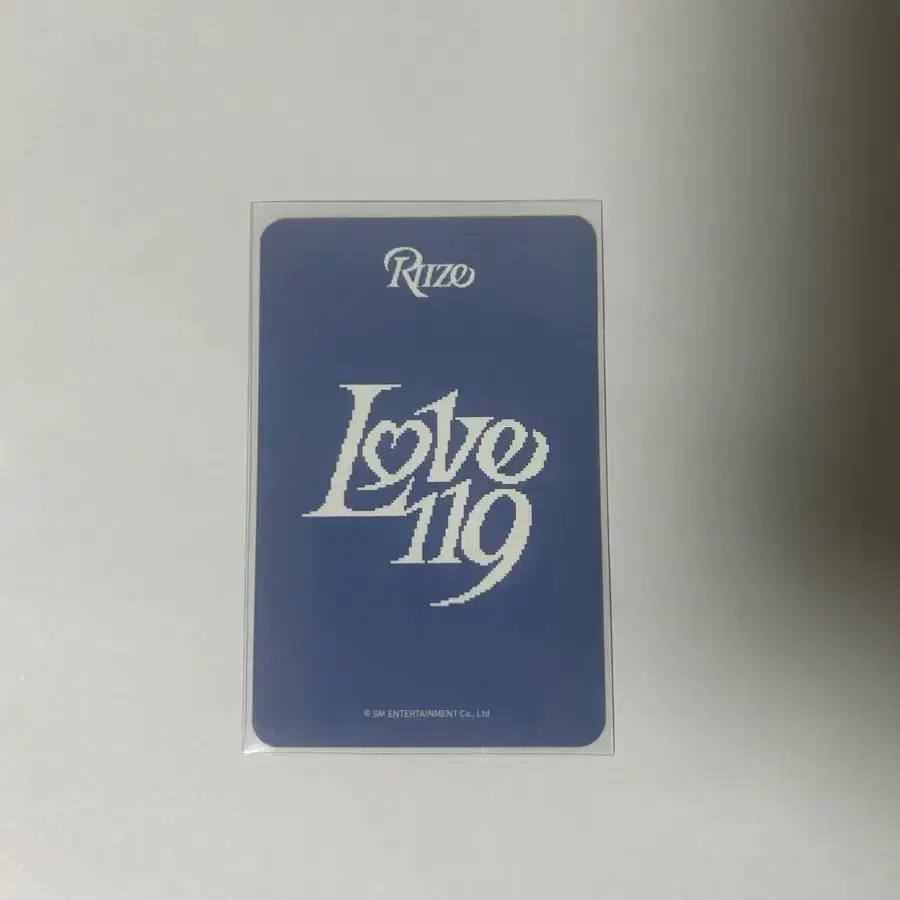 RIIZE
Love
119
© SM ENTERTAINMENT Co., Ltd